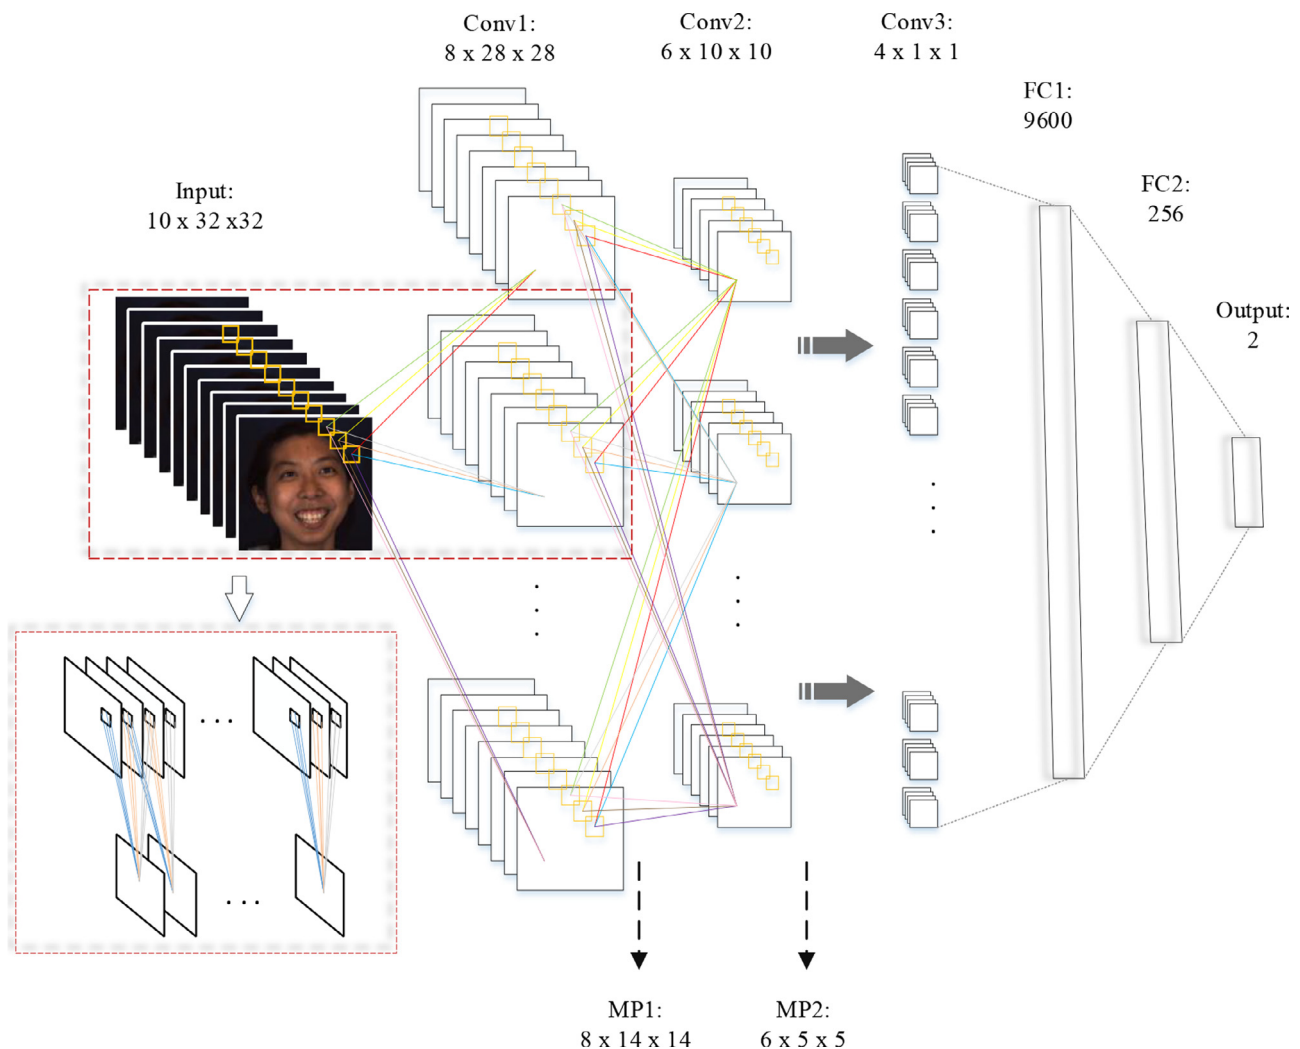 Conv1:
8 x 28 x 28
Conv2:
6 x 10 x 10
Conv3:
4 x 1 x 1
FC1:
9600
Input:
10 x 32 x32
FC2:
256
Output:
2
MP1:
8 x 14 x 14
MP2:
6 x 5 x 5